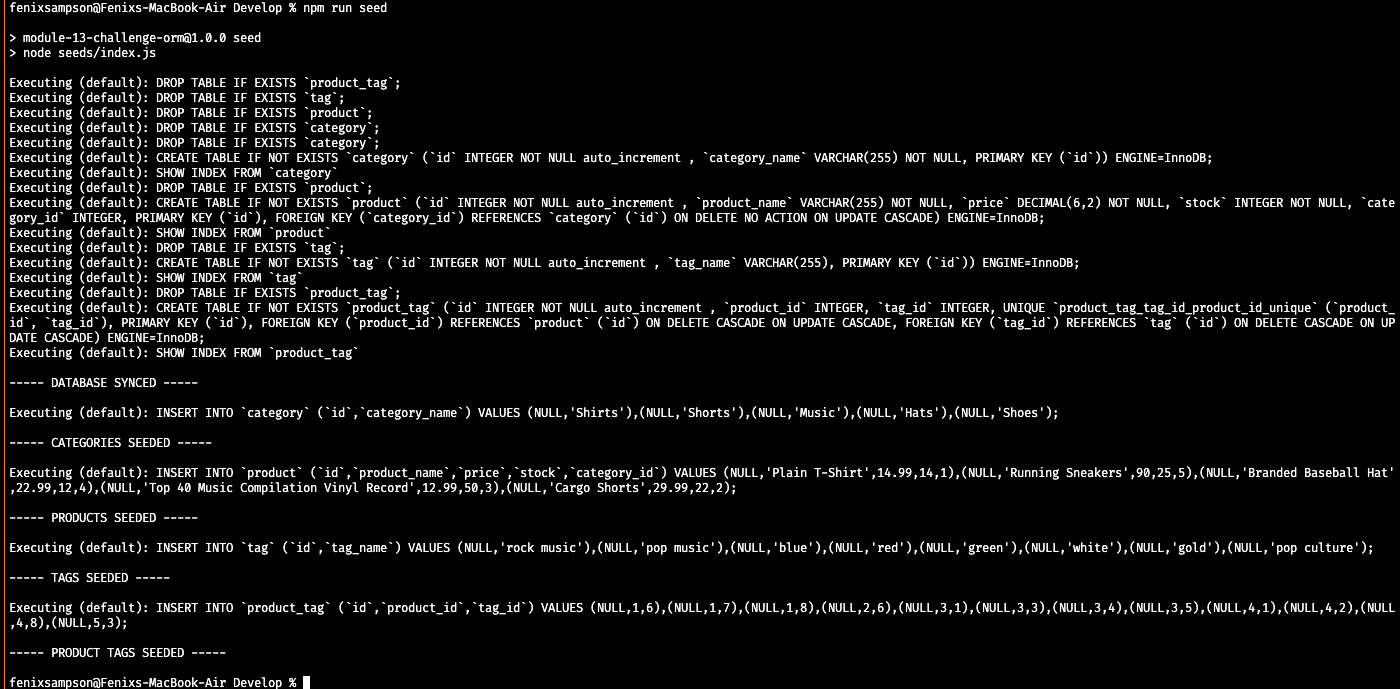 fenixsampson@Fenixs-MacBook-Air Develop % npm run seed
> module-13-challenge-orm@1.0.0 seed
> node seeds/index.js
Executing (default): DROP TABLE IF EXISTS `product_tag`;
Executing (default): DROP TABLE IF EXISTS `tag`;
Executing (default): DROP TABLE IF EXISTS `product`;
Executing (default): DROP TABLE IF EXISTS `category`;
Executing (default): DROP TABLE IF EXISTS `category`;
Executing (default): CREATE TABLE IF NOT EXISTS `category` (`id` INTEGER NOT NULL auto_increment , `category_name` VARCHAR(255) NOT NULL, PRIMARY KEY (`id`)) ENGINE=InnoDB;
Executing (default): SHOW INDEX FROM `category`
Executing (default): DROP TABLE IF EXISTS `product`;
Executing (default): CREATE TABLE IF NOT EXISTS `product` (`id` INTEGER NOT NULL auto_increment , `product_name` VARCHAR(255) NOT NULL, `price` DECIMAL(6,2) NOT NULL, `stock` INTEGER NOT NULL, `cate
gory_id` INTEGER, PRIMARY KEY (`id`), FOREIGN KEY (`category_id`) REFERENCES `category` (`id`) ON DELETE NO ACTION ON UPDATE CASCADE) ENGINE=InnoDB;
Executing (default): SHOW INDEX FROM `product`
Executing (default): DROP TABLE IF EXISTS `tag`;
Executing (default): CREATE TABLE IF NOT EXISTS `tag` (`id` INTEGER NOT NULL auto_increment , `tag_name` VARCHAR(255), PRIMARY KEY (`id`)) ENGINE=InnoDB;
Executing (default): SHOW INDEX FROM `tag`
Executing (default): DROP TABLE IF EXISTS `product_tag`;
Executing (default): CREATE TABLE IF NOT EXISTS `product_tag` (`id` INTEGER NOT NULL auto_increment , `product_id` INTEGER, `tag_id` INTEGER, UNIQUE `product_tag_tag_id_product_id_unique` (`product_
id`, `tag_id`), PRIMARY KEY (`id`), FOREIGN KEY (`product_id`) REFERENCES `product` (`id`) ON DELETE CASCADE ON UPDATE CASCADE, FOREIGN KEY (`tag_id`) REFERENCES `tag` (`id`) ON DELETE CASCADE ON UP
DATE CASCADE) ENGINE=InnoDB;
Executing (default): SHOW INDEX FROM `product_tag`
----- DATABASE SYNCED -----
Executing (default): INSERT INTO `category` (`id`,`category_name`) VALUES (NULL,'Shirts'),(NULL,'Shorts'),(NULL,'Music'),(NULL,'Hats'),(NULL,'Shoes');
----- CATEGORIES SEEDED -----
Executing (default): INSERT INTO `product` (`id`,`product_name`,`price`,`stock`,`category_id`) VALUES (NULL,'Plain T-Shirt',14.99,14,1),(NULL,'Running Sneakers',90,25,5),(NULL,'Branded Baseball Hat'
,22.99,12,4),(NULL,'Top 40 Music Compilation Vinyl Record',12.99,50,3),(NULL,'Cargo Shorts',29.99,22,2);
----- PRODUCTS SEEDED -----
Executing (default): INSERT INTO `tag` (`id`,`tag_name`) VALUES (NULL,'rock music'),(NULL,'pop music'),(NULL,'blue'),(NULL,'red'),(NULL,'green'),(NULL,'white'),(NULL,'gold'),(NULL,'pop culture');
----- TAGS SEEDED -----
Executing (default): INSERT INTO `product_tag` (`id`,`product_id`,`tag_id`) VALUES (NULL,1,6),(NULL,1,7),(NULL,1,8),(NULL,2,6),(NULL,3,1),(NULL,3,3),(NULL,3,4),(NULL,3,5),(NULL,4,1),(NULL,4,2),(NULL
,4,8),(NULL,5,3);
----- PRODUCT TAGS SEEDED -----
fenixsampson@Fenixs-MacBook-Air Develop %